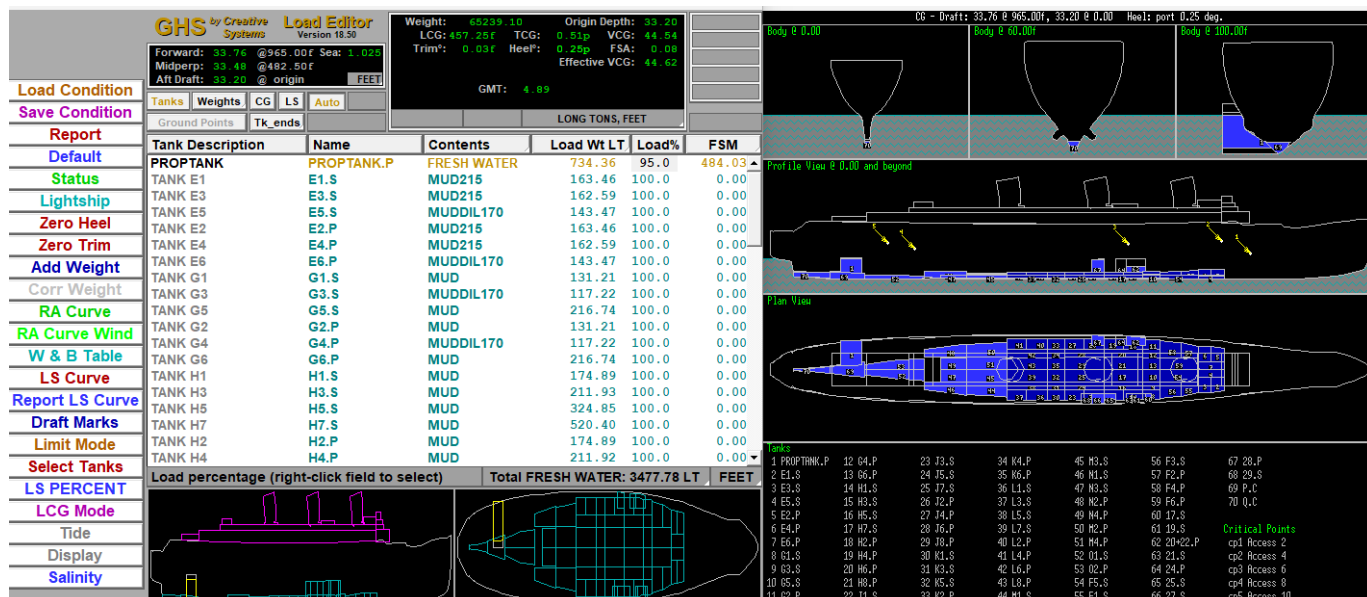 GHS by Creative Systems Load Editor Version 18.50
Forward: 33.76 @965.00f Sea: 1.025
Midperp: 33.48 @482.50f
Aft Draft: 33.20 @ origin FEET
Tanks Weights CG LS Auto
Ground Points Tk_ends
Weight: 65239.10 Origin Depth: 33.20
LCG: 457.25f TCG: 0.51p VCG: 44.54
Trim°: 0.03f Heel°: 0.25p FSA: 0.08
Effective VCG: 44.62
GMT: 4.89
LONG TONS, FEET
Load Condition
Save Condition
Report
Default
Status
Lightship
Zero Heel
Zero Trim
Add Weight
Corr Weight
RA Curve
RA Curve Wind
W & B Table
LS Curve
Report LS Curve
Draft Marks
Limit Mode
Select Tanks
LS PERCENT
LCG Mode
Tide
Display
Salinity
Tank Description Name Contents Load Wt LT Load% FSM
PROPTANK PROPTANK.P FRESH WATER 734.36 95.0 484.03
TANK E1 E1.S MUD215 163.46 100.0 0.00
TANK E3 E3.S MUD215 162.59 100.0 0.00
TANK E5 E5.S MUDDIL170 143.47 100.0 0.00
TANK E2 E2.P MUD215 163.46 100.0 0.00
TANK E4 E4.P MUD215 162.59 100.0 0.00
TANK E6 E6.P MUDDIL170 143.47 100.0 0.00
TANK G1 G1.S MUD 131.21 100.0 0.00
TANK G3 G3.S MUDDIL170 117.22 100.0 0.00
TANK G5 G5.S MUD 216.74 100.0 0.00
TANK G2 G2.P MUD 131.21 100.0 0.00
TANK G4 G4.P MUDDIL170 117.22 100.0 0.00
TANK G6 G6.P MUD 216.74 100.0 0.00
TANK H1 H1.S MUD 174.89 100.0 0.00
TANK H3 H3.S MUD 211.93 100.0 0.00
TANK H5 H5.S MUD 324.85 100.0 0.00
TANK H7 H7.S MUD 520.40 100.0 0.00
TANK H2 H2.P MUD 174.89 100.0 0.00
TANK H4 H4.P MUD 211.92 100.0 0.00
Load percentage (right-click field to select) Total FRESH WATER: 3477.78 LT FEET
CG - Draft: 33.76 @ 965.00f, 33.20 @ 0.00 Heel: port 0.25 deg.
Body @ 0.00 Body @ 60.00f Body @ 100.00f
Profile View @ 0.00 and beyond
Plan View
Tanks
1 PROPTANK.P 12 G4.P 23 J3.S 34 K4.P 45 M3.S 56 F3.S 67 28.P
2 E1.S 13 G6.P 24 J5.S 35 K6.P 46 N1.S 57 F2.P 68 29.S
3 E3.S 14 H1.S 25 J7.S 36 L1.S 47 N3.S 58 F4.P 69 P.C
4 E5.S 15 H3.S 26 J2.P 37 L3.S 48 N2.P 59 F6.P 70 Q.C
5 E2.P 16 H5.S 27 J4.P 38 L5.S 49 N4.P 60 17.S
6 E4.P 17 H7.S 28 J6.P 39 L7.S 50 M2.P 61 19.S Critical Points
7 E6.P 18 H2.P 29 J8.P 40 L2.P 51 M4.P 62 20+22.P cp1 Access 2
8 G1.S 19 H4.P 30 K1.S 41 L4.P 52 O1.S 63 21.S cp2 Access 4
9 G3.S 20 H6.P 31 K3.S 42 L6.P 53 O2.P 64 24.P cp3 Access 6
10 G5.S 21 H8.P 32 K5.S 43 L8.P 54 F5.S 65 25.S cp4 Access 8
11 G2.P 22 J1.S 33 K2.P 44 M1.S 55 F1.S 66 27.S cp5 Access 10